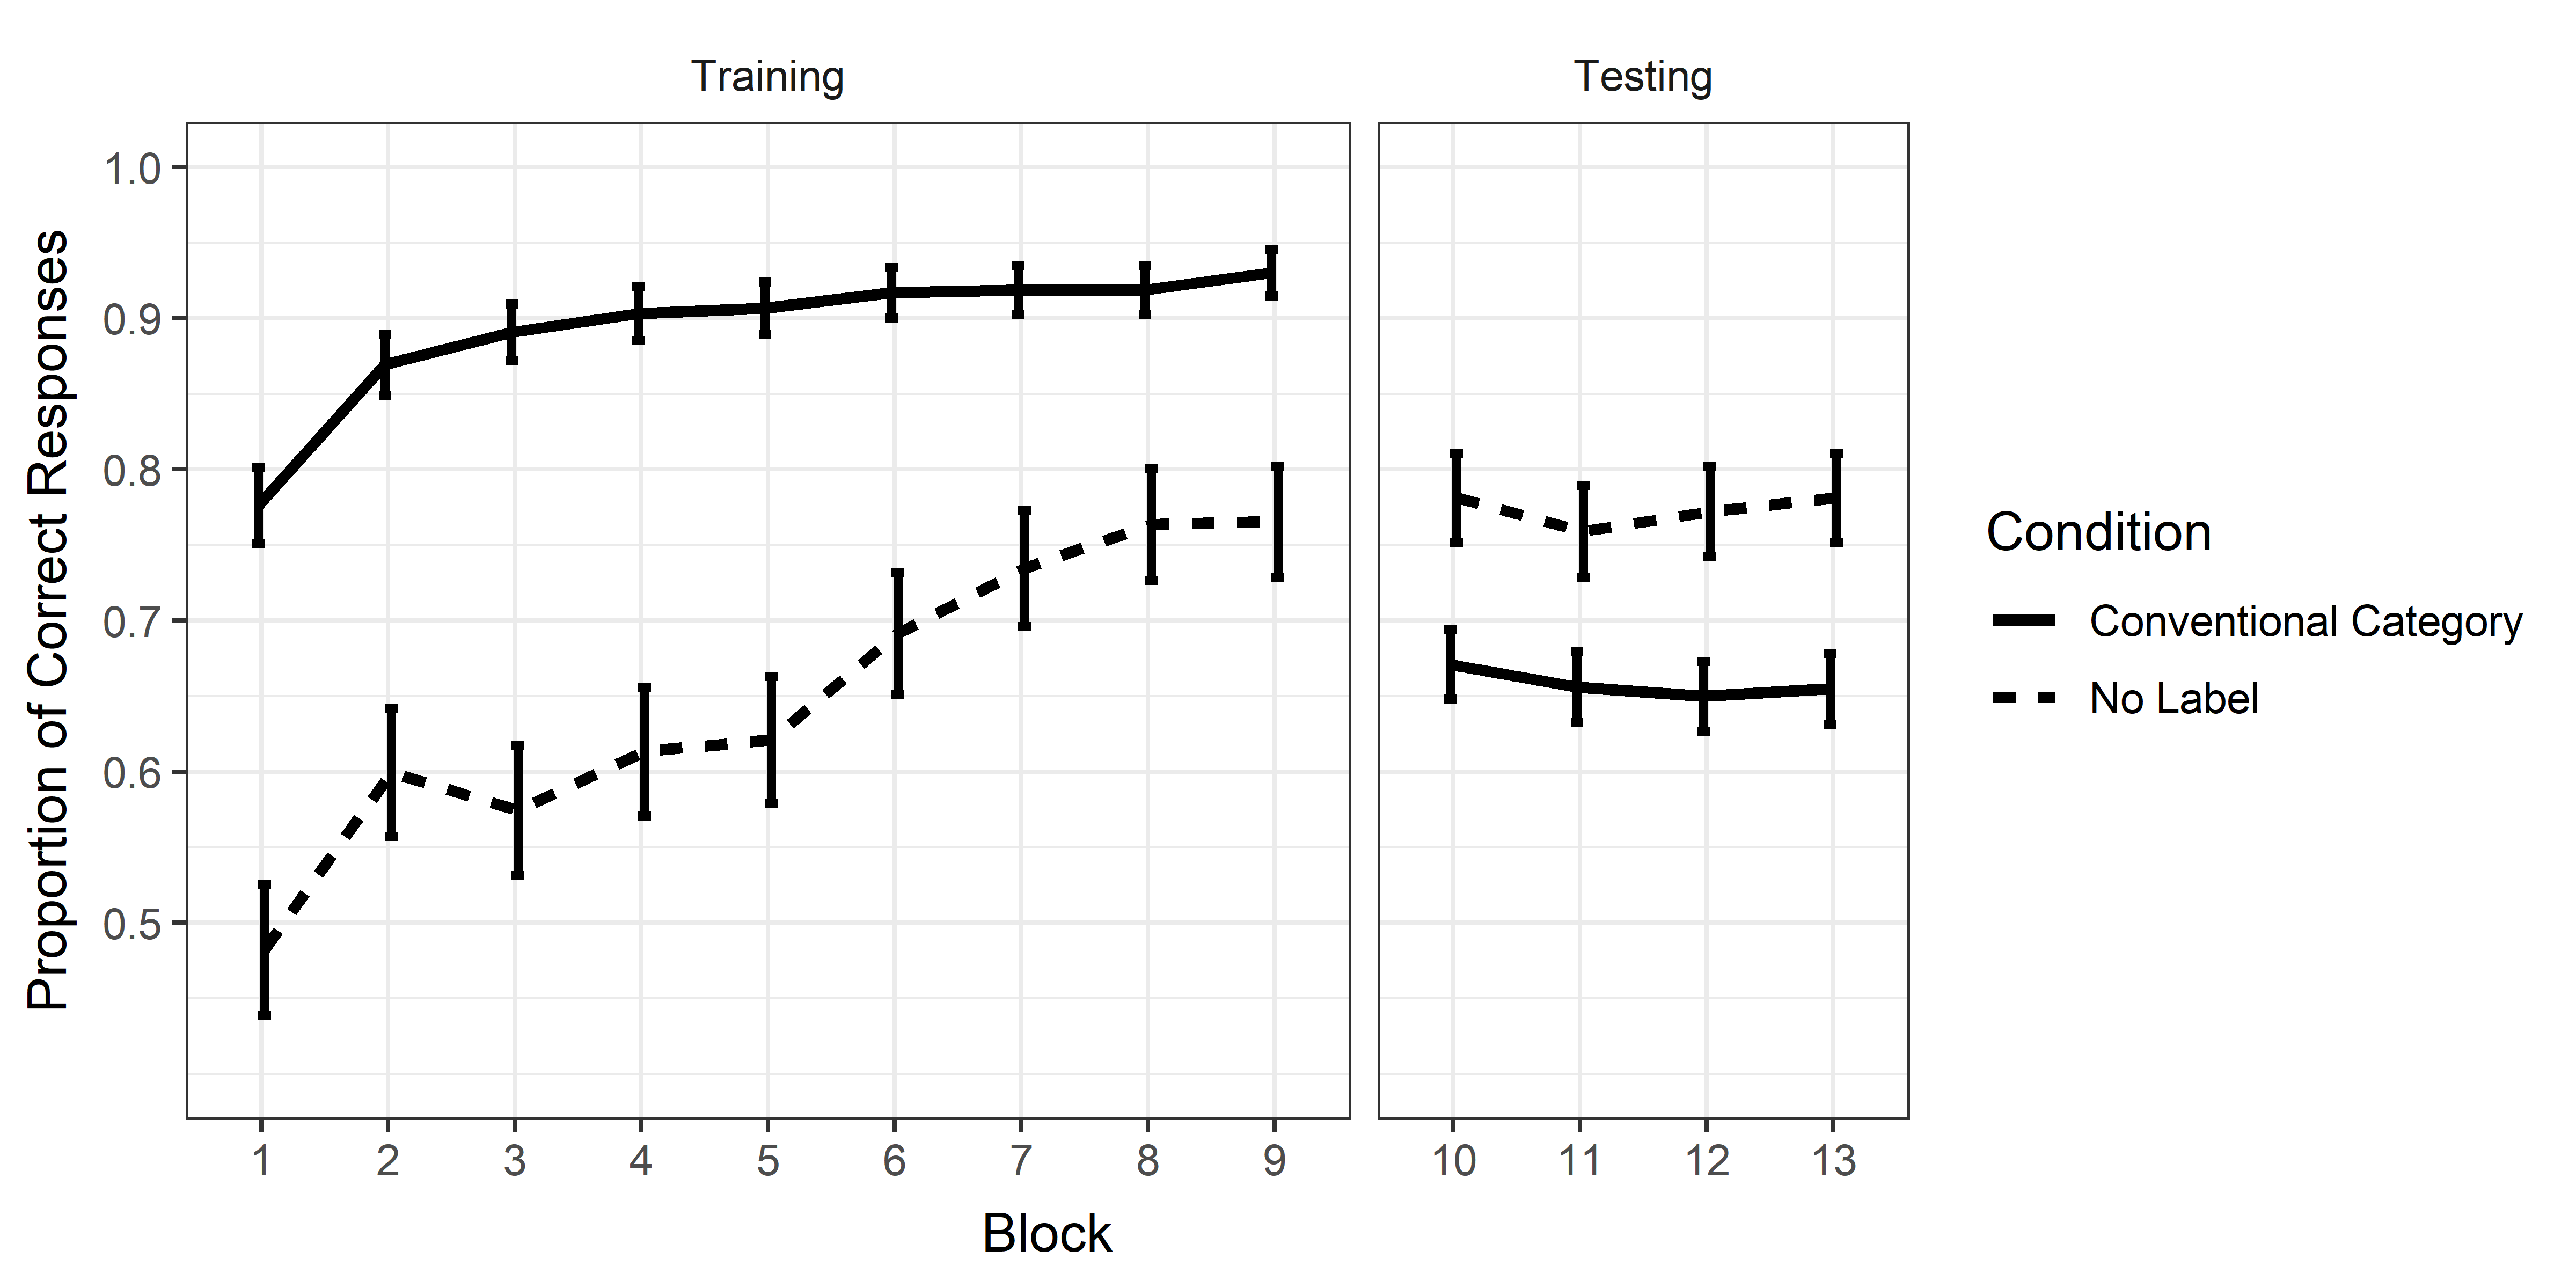 Training
Testing
Proportion of Correct Responses
1.0
0.9
0.8
0.7
0.6
0.5
1 2 3 4 5 6 7 8 9
10 11 12 13
Block
Condition
Conventional Category
No Label